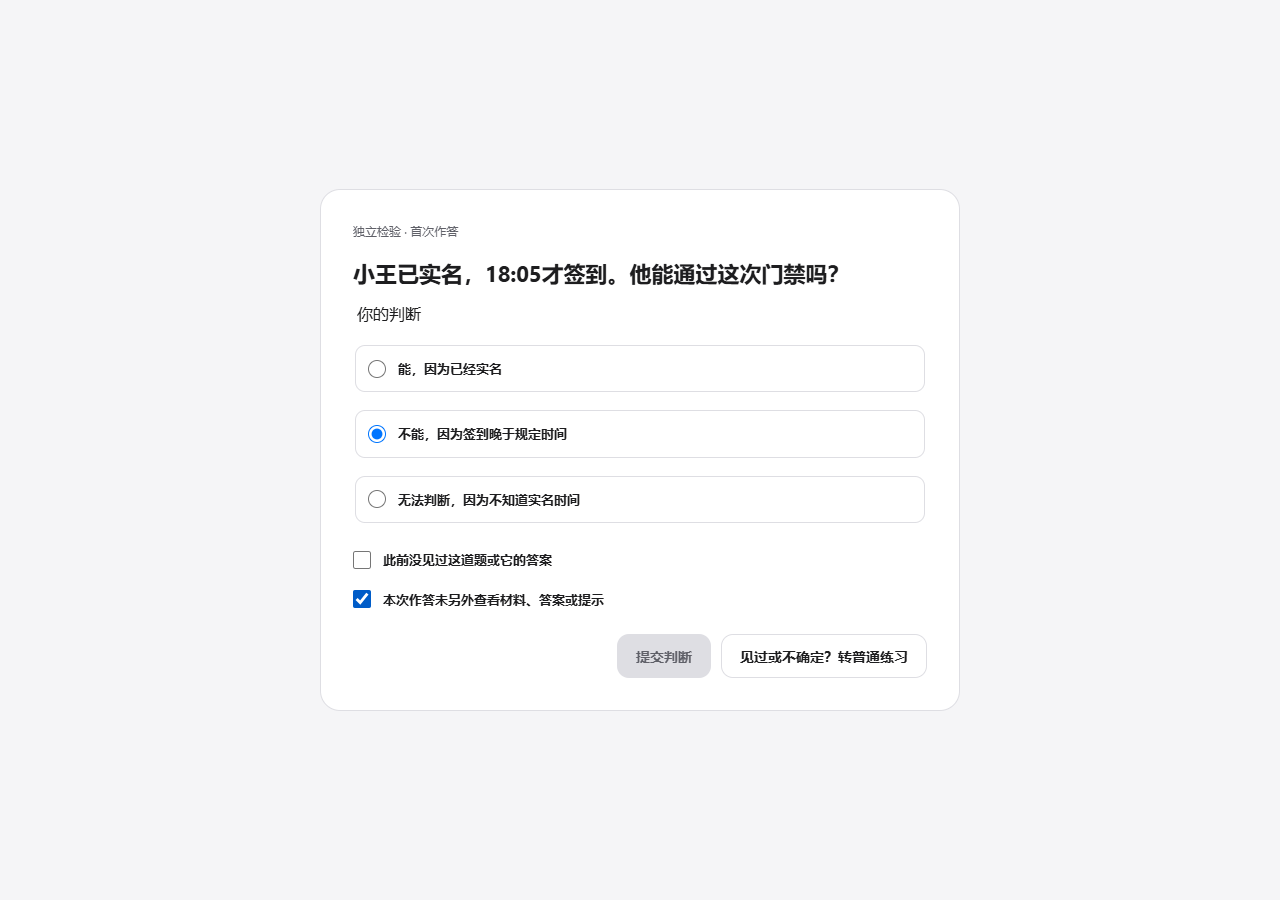 独立检验 · 首次作答
小王已实名，18:05才签到。他能通过这次门禁吗？
你的判断
能，因为已经实名
不能，因为签到晚于规定时间
无法判断，因为不知道实名时间
此前没见过这道题或它的答案
本次作答未另外查看材料、答案或提示
提交判断
见过或不确定？转普通练习